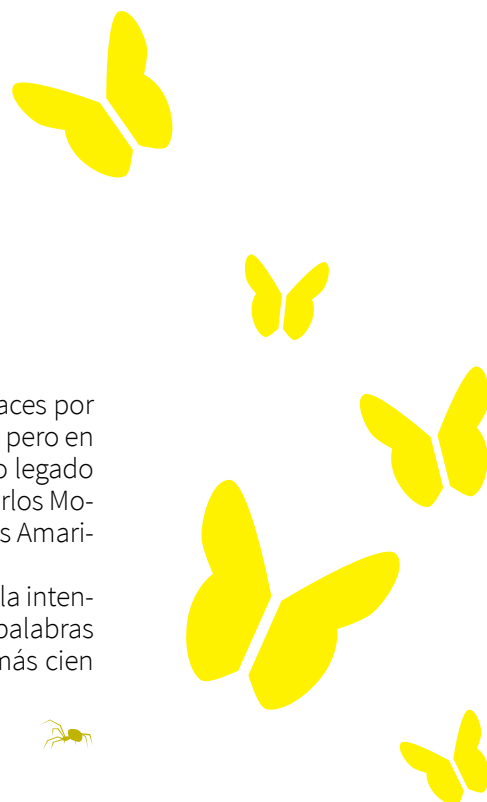 aces por
pero en
o legado
rlos Mo-
s Amari-
la inten-
palabras
más cien